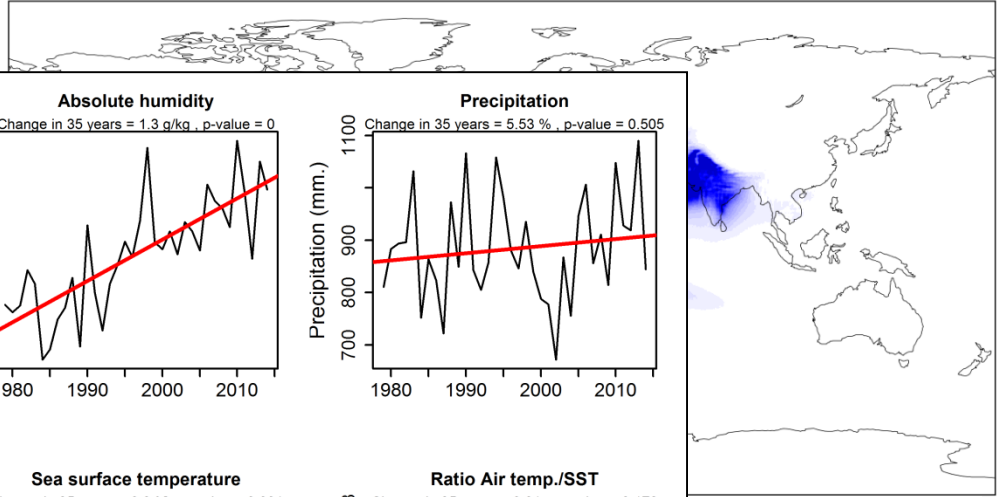 Absolute humidity
Change in 35 years = 1.3 g/kg , p-value = 0
980 1990 2000 2010
Precipitation
Change in 35 years = 5.53 % , p-value = 0.505
Precipitation (mm.)
1100
900
800
700
1980 1990 2000 2010
Sea surface temperature
Ratio Air temp./SST